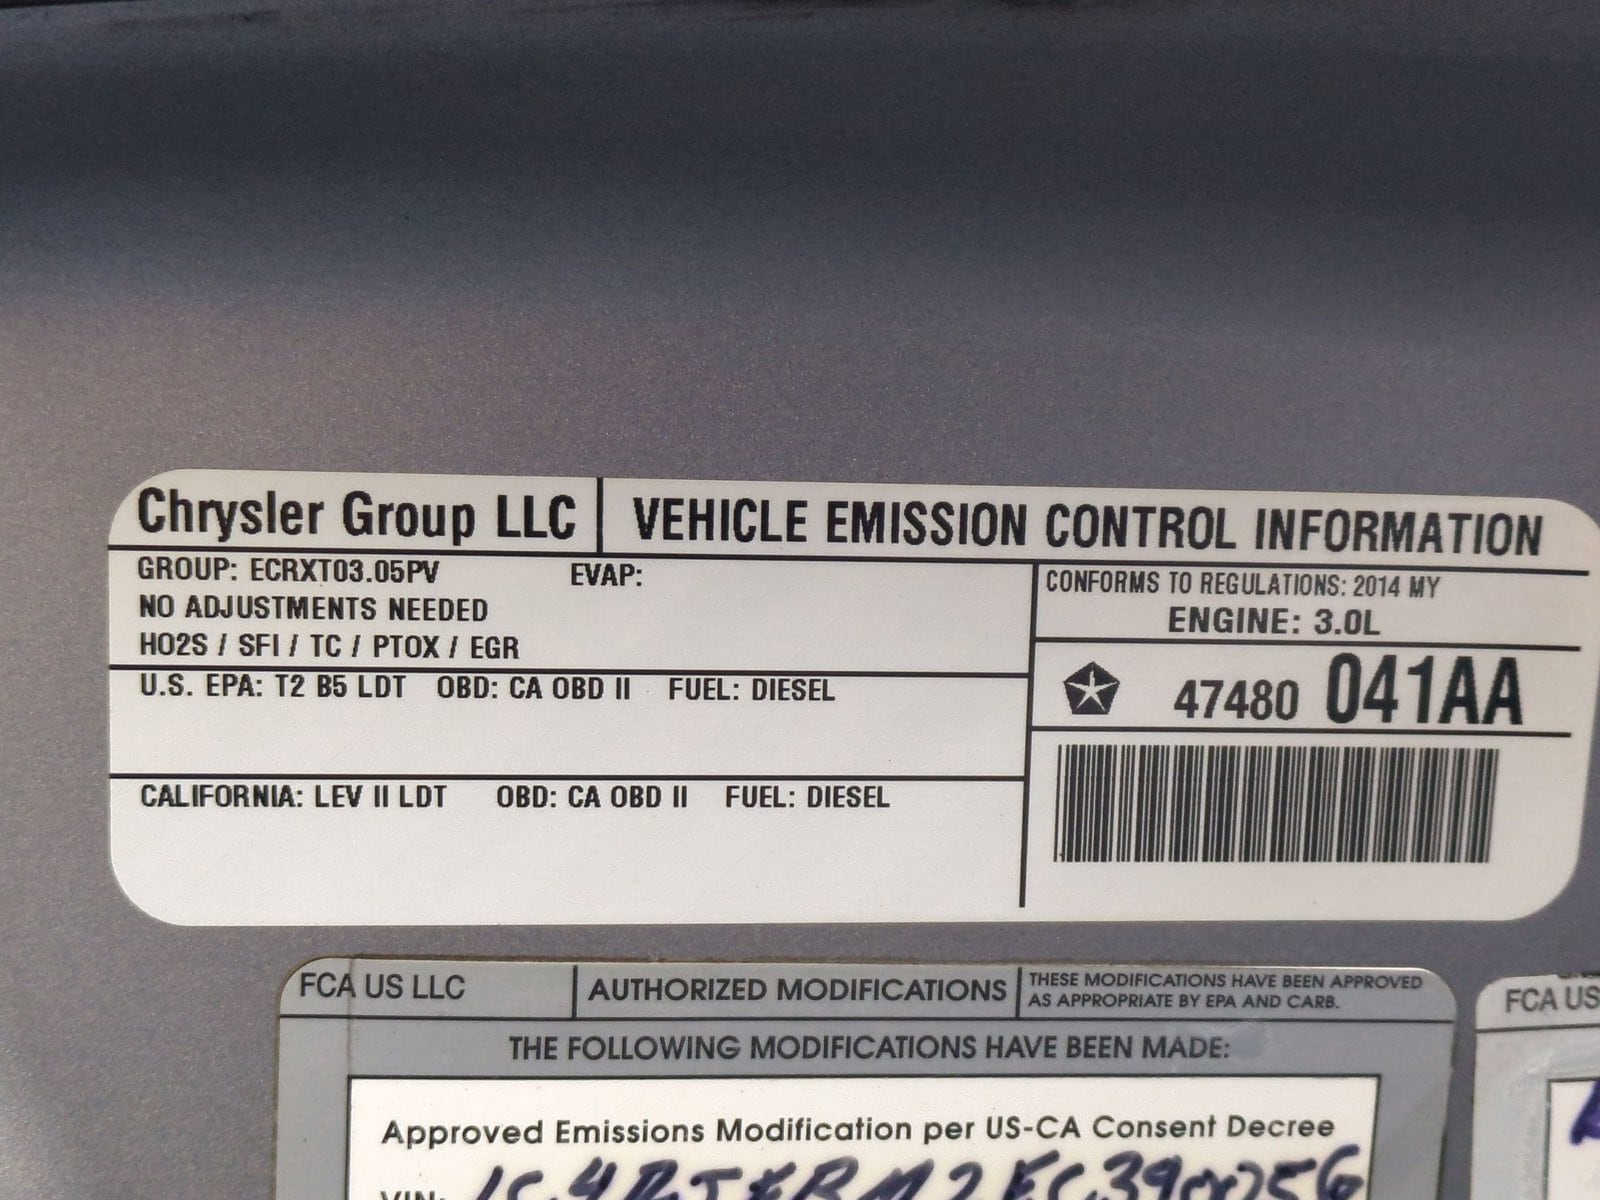 Chrysler Group LLC VEHICLE EMISSION CONTROL INFORMATION
GROUP: ECRXT03.05PV EVAP:
NO ADJUSTMENTS NEEDED
HO2S / SFI / TC / PTOX / EGR
U.S. EPA: T2 B5 LDT OBD: CA OBD II FUEL: DIESEL
CALIFORNIA: LEV II LDT OBD: CA OBD II FUEL: DIESEL
CONFORMS TO REGULATIONS: 2014 MY
ENGINE: 3.0L
47480 041AA
FCA US LLC AUTHORIZED MODIFICATIONS
THESE MODIFICATIONS HAVE BEEN APPROVED
AS APPROPRIATE BY EPA AND CARB.
THE FOLLOWING MODIFICATIONS HAVE BEEN MADE:
Approved Emissions Modification per US-CA Consent Decree
VIN:
FCA US